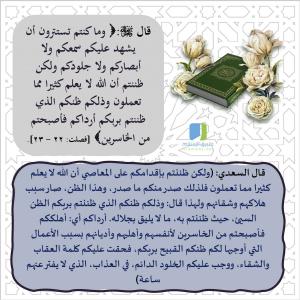 قال ﷻ: ﴿ وما كنتم تستترون أن
يشهد عليكم سمعكم ولا
أبصاركم ولا جلودكم ولكن
ظننتم أن الله لا يعلم كثيرا مما
تعملون وذلكم ظنكم الذي
ظننتم بربكم أرداكم فأصبحتم
من الخاسرين﴾ [فصلت: ٢٢ - ٢٣].
قال السعدي: (ولكن ظننتم بإقدامكم على المعاصي أن الله لا يعلم
كثيرا مما تعملون فلذلك صدر منكم ما صدر، وهذا الظن، صار سبب
هلاكهم وشقائهم ولهذا قال: وذلكم ظنكم الذي ظننتم بربكم الظن
السيئ، حيث ظننتم به، ما لا يليق بجلاله. أرداكم أي: أهلككم
فأصبحتم من الخاسرين لأنفسهم وأهليهم وأديانهم بسبب الأعمال
التي أوجبها لكم ظنكم القبيح بربكم، فحقت عليكم كلمة العقاب
والشقاء، ووجب عليكم الخلود الدائم، في العذاب، الذي لا يفتر عنهم
ساعة)